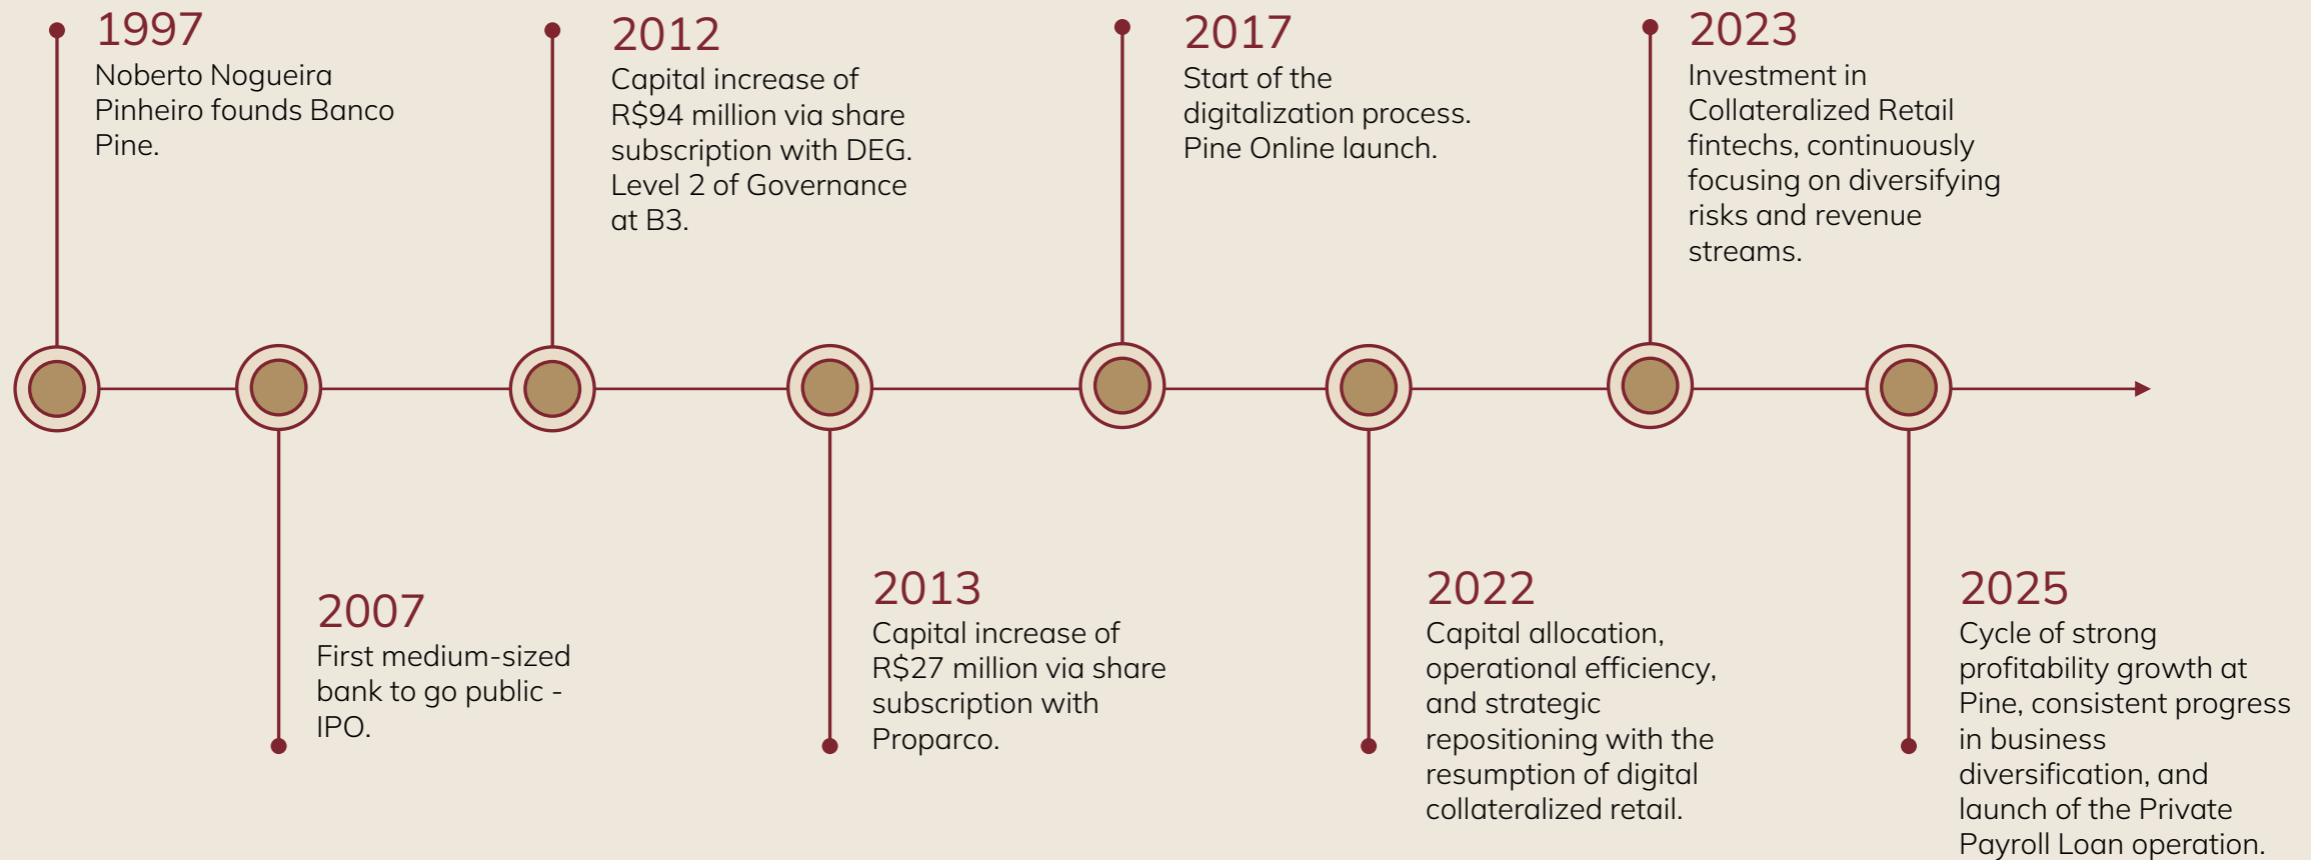 1997
Noberto Nogueira
Pinheiro founds Banco
Pine.
2007
First medium-sized
bank to go public -
IPO.
2012
Capital increase of
R$94 million via share
subscription with DEG.
Level 2 of Governance
at B3.
2013
Capital increase of
R$27 million via share
subscription with
Proparco.
2017
Start of the
digitalization process.
Pine Online launch.
2022
Capital allocation,
operational efficiency,
and strategic
repositioning with the
resumption of digital
collateralized retail.
2023
Investment in
Collateralized Retail
fintechs, continuously
focusing on diversifying
risks and revenue
streams.
2025
Cycle of strong
profitability growth at
Pine, consistent progress
in business
diversification, and
launch of the Private
Payroll Loan operation.